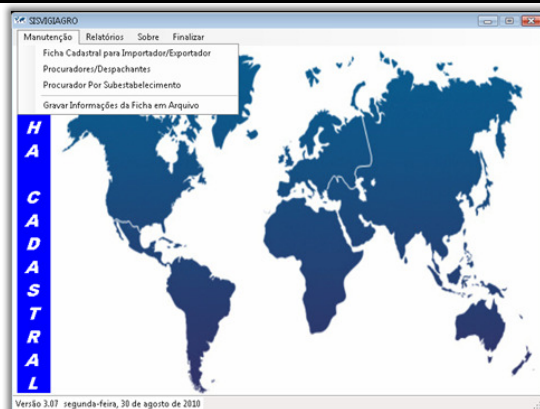 SISVIGIAGRO
Manutenção Relatórios Sobre Finalizar
Ficha Cadastral para Importador/Exportador
Procuradores/Despachantes
Procurador Por Subestabelecimento
Gravar Informações da Ficha em Arquivo
H
A
C
A
D
A
S
T
R
A
L
Versão 3.07 segunda-feira, 30 de agosto de 2010